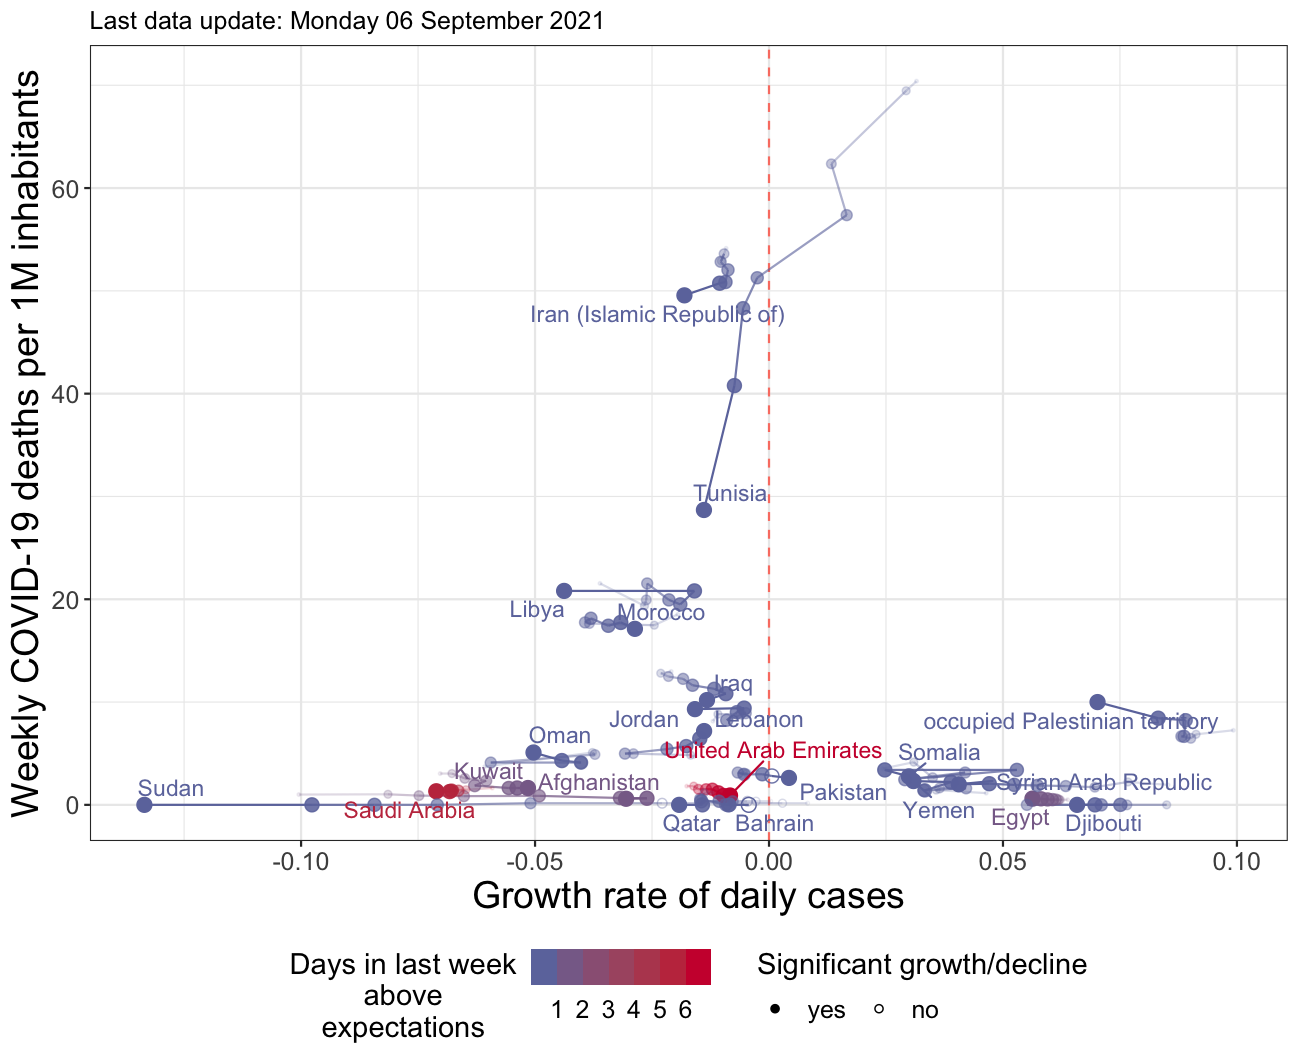 Last data update: Monday 06 September 2021
Weekly COVID-19 deaths per 1M inhabitants
60
40
20
0
Iran (Islamic Republic of)
Tunisia
Libya
Morocco
Iraq
Jordan
Lebanon
occupied Palestinian territory
Oman
United Arab Emirates
Somalia
Kuwait
Afghanistan
Syrian Arab Republic
Sudan
Pakistan
Saudi Arabia
Yemen
Egypt
Qatar
Bahrain
Djibouti
-0.10
-0.05
0.00
0.05
0.10
Growth rate of daily cases
Days in last week
above
expectations
1 2 3 4 5 6
Significant growth/decline
yes
no